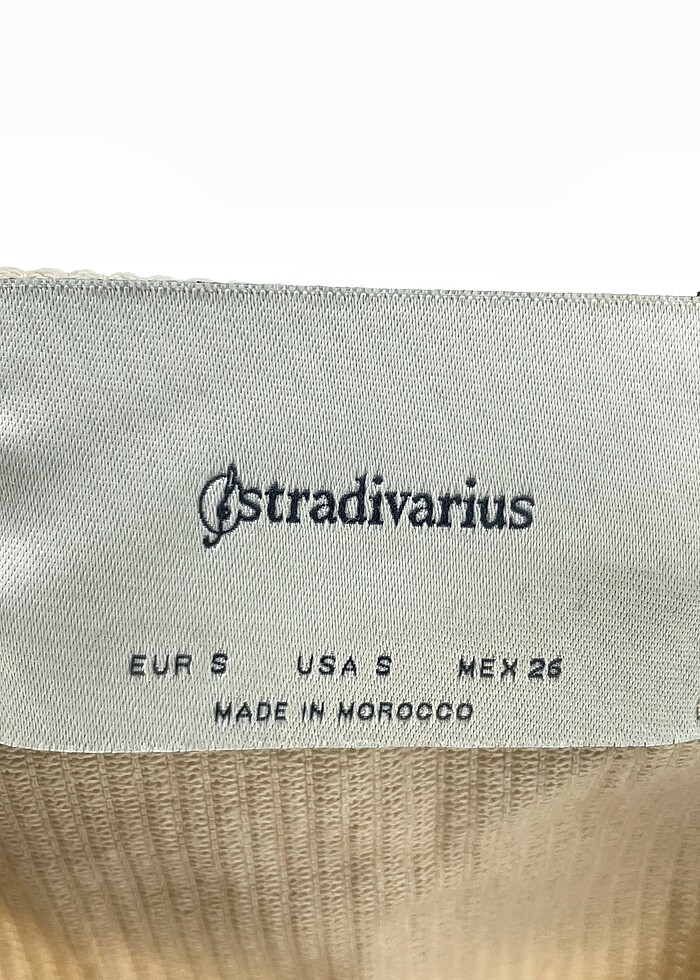 stradivarius
EUR S USA S MEX 26
MADE IN MOROCCO